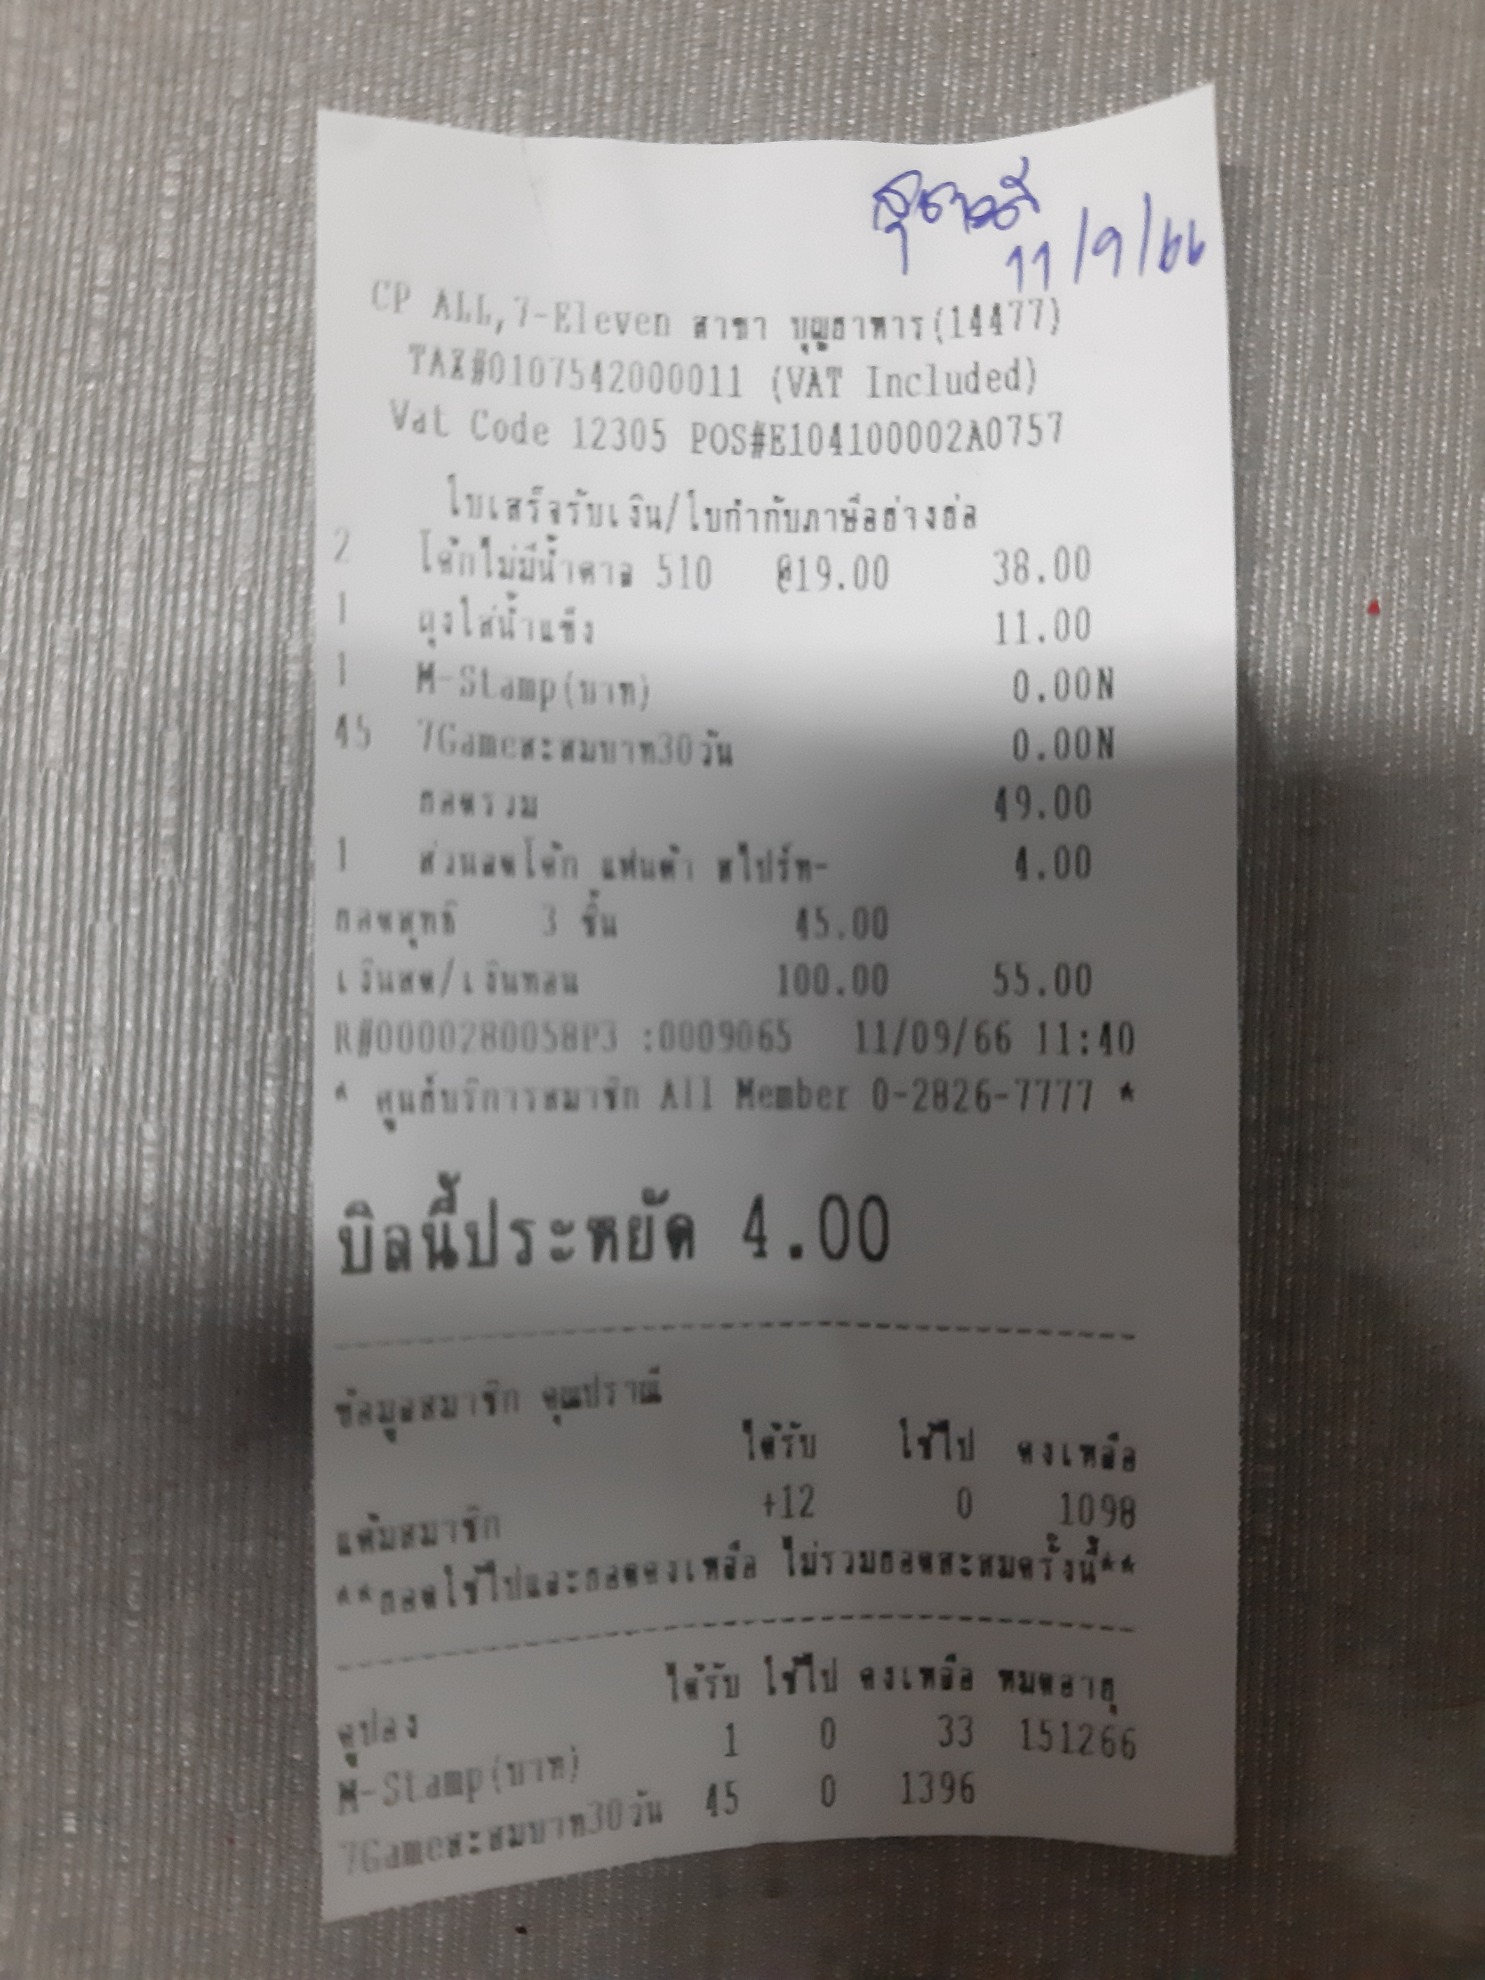 11/9/66
CP ALL,7-Eleven สาขา บุญธาหาร(14477)
TAX#0107542000011 (VAT Included)
Vat Code 12305 POS#E104100002A0757
ใบเสร็จรับเงิน/ใบกำกับภาษีอย่างย่อ
2 โค้กไม่มีน้ำตาล 510 @19.00 38.00
1 ถุงใส่น้ำแข็ง 11.00
1 M-Stamp(บาท) 0.00N
45 7Gameสะสมบาท30วัน 0.00N
ยอดรวม 49.00
1 ส่วนลดโค้ก แฟนต้า สไปร์ท- 4.00
ยอดสุทธิ 3 ชิ้น 45.00
เงินสด/เงินทอน 100.00 55.00
R#0000280058P3 :0009065 11/09/66 11:40
* ศูนย์บริการสมาชิก All Member 0-2826-7777 *
บิลนี้ประหยัด 4.00
ข้อมูลสมาชิก คุณปราณี
ได้รับ ใช้ไป คงเหลือ
แต้มสมาชิก +12 0 1098
**ยอดใช้ไปและยอดคงเหลือ ไม่รวมยอดสะสมครั้งนี้**
คูปอง ได้รับ ใช้ไป คงเหลือ หมดอายุ
M-Stamp(บาท) 1 0 33 151266
7Gameสะสมบาท30วัน 45 0 1396